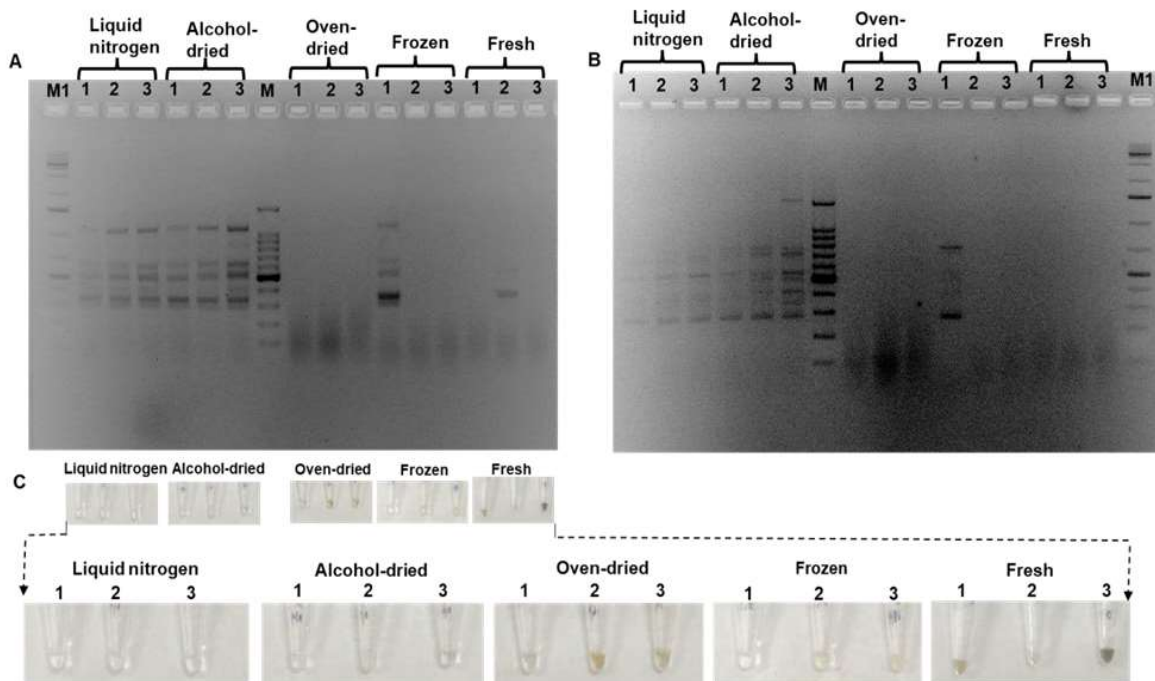 Liquid nitrogen Alcohol-dried Oven-dried Frozen Fresh
A
M1 1 2 3 1 2 3 M 1 2 3 1 2 3 1 2 3
Liquid nitrogen Alcohol-dried Oven-dried Frozen Fresh
B
1 2 3 1 2 3 M 1 2 3 1 2 3 1 2 3 M1
C
Liquid nitrogen Alcohol-dried Oven-dried Frozen Fresh
Liquid nitrogen Alcohol-dried Oven-dried Frozen Fresh
1 2 3 1 2 3 1 2 3 1 2 3 1 2 3